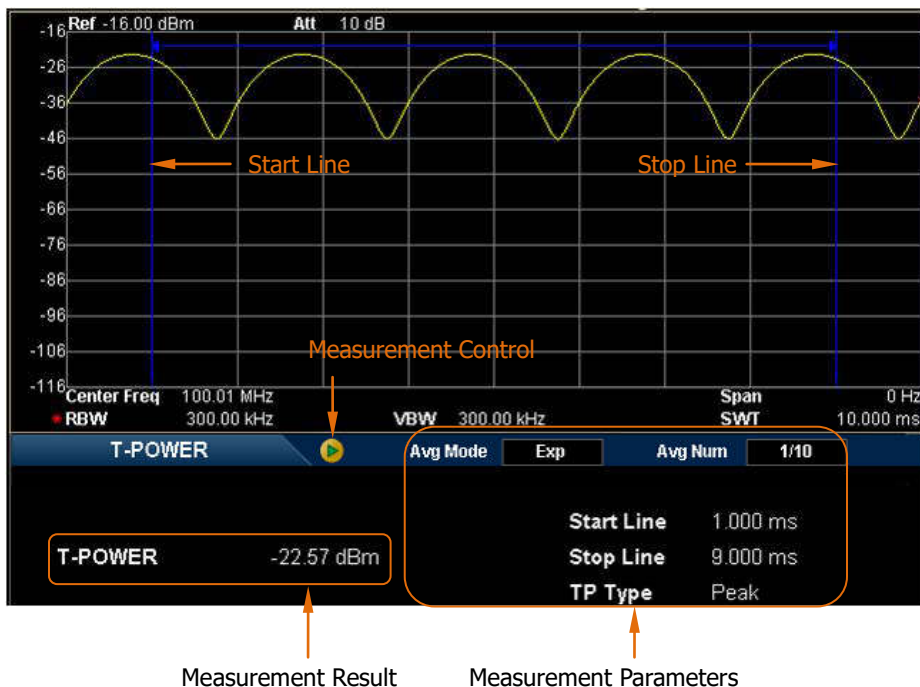 Ref -16.00 dBm Att 10 dB
-16
-26
-36
-46
-56
-66
-76
-86
-96
-106
-116
Start Line Stop Line
Measurement Control
Center Freq 100.01 MHz Span 0 Hz
RBW 300.00 kHz VBW 300.00 kHz SWT 10.000 ms
T-POWER Avg Mode Exp Avg Num 1/10
Start Line 1.000 ms
T-POWER -22.57 dBm Stop Line 9.000 ms
TP Type Peak
Measurement Result Measurement Parameters